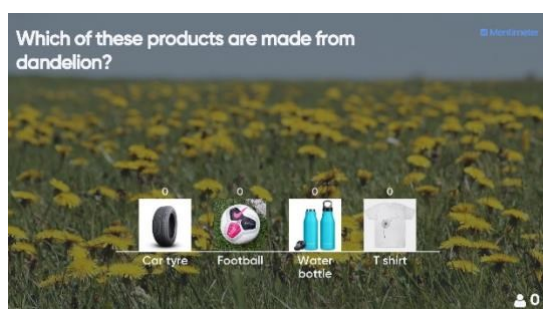 Which of these products are made from
dandelion?
Mentimeter
0 0 0 0
Car tyre Football Water T shirt
bottle
0